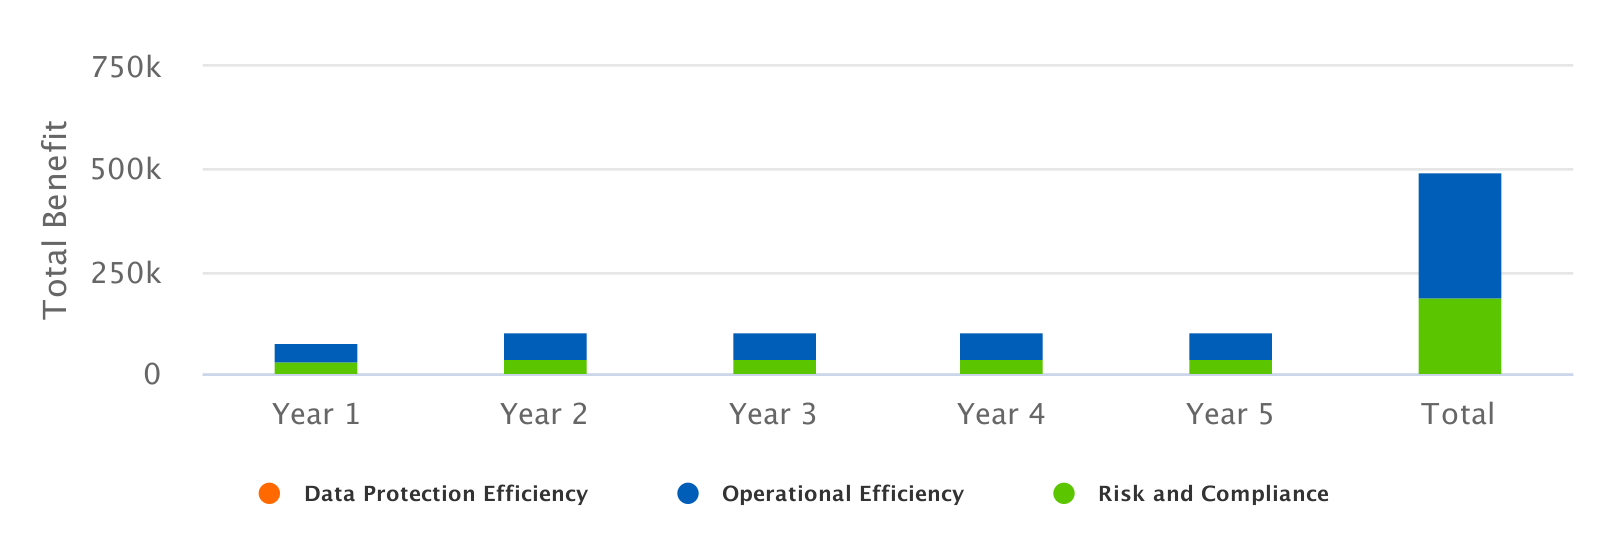 Total Benefit
750k
500k
250k
0
Year 1 Year 2 Year 3 Year 4 Year 5 Total
Data Protection Efficiency Operational Efficiency Risk and Compliance